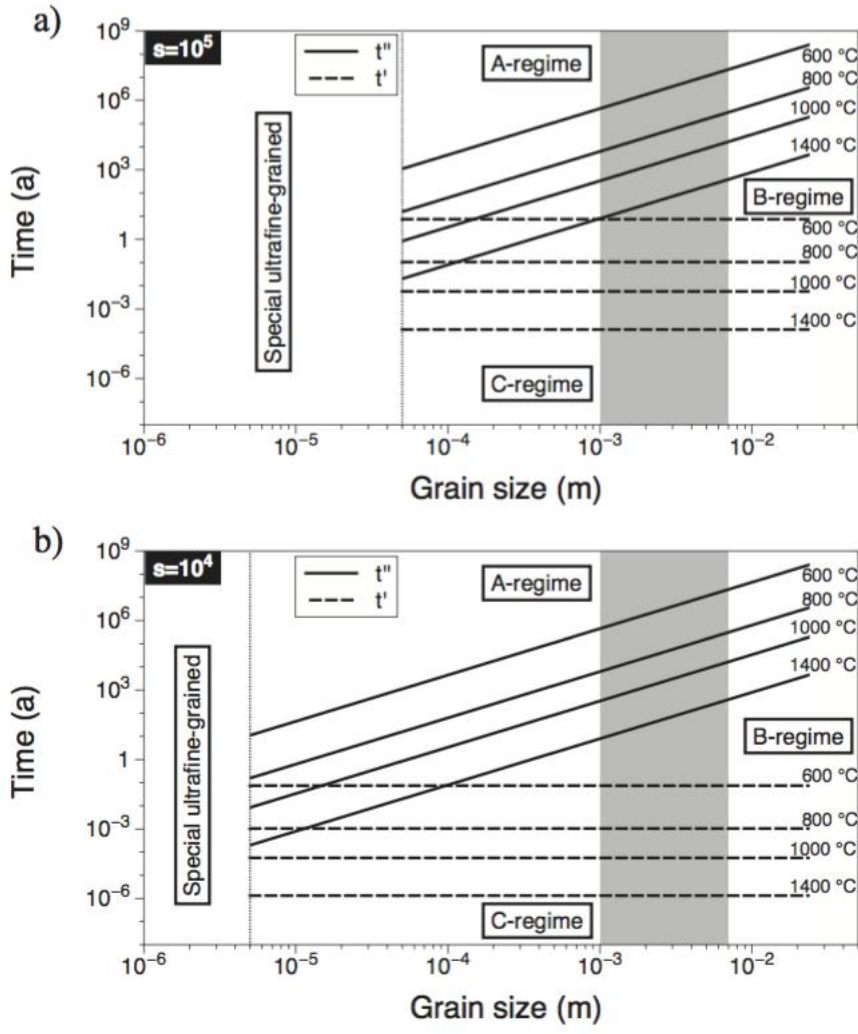 a)
s=10⁵
t''
t'
A-regime
B-regime
C-regime
Special ultrafine-grained
600 °C
800 °C
1000 °C
1400 °C
600 °C
800 °C
1000 °C
1400 °C
Time (a)
10⁹
10⁶
10³
1
10⁻³
10⁻⁶
10⁻⁶
10⁻⁵
10⁻⁴
10⁻³
10⁻²
Grain size (m)
b)
s=10⁴
t''
t'
A-regime
B-regime
C-regime
Special ultrafine-grained
600 °C
800 °C
1000 °C
1400 °C
600 °C
800 °C
1000 °C
1400 °C
Time (a)
10⁹
10⁶
10³
1
10⁻³
10⁻⁶
10⁻⁶
10⁻⁵
10⁻⁴
10⁻³
10⁻²
Grain size (m)